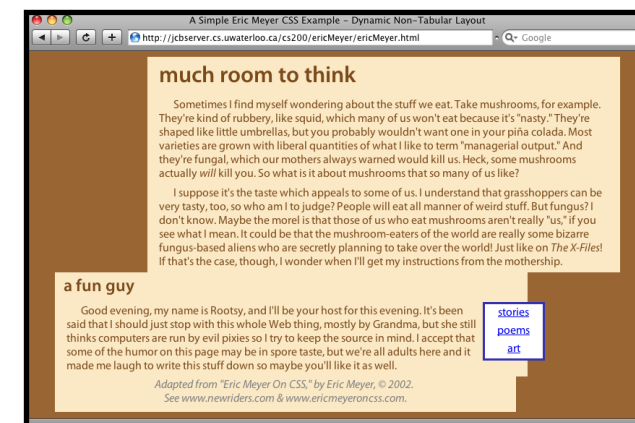 A Simple Eric Meyer CSS Example – Dynamic Non-Tabular Layout
http://jcbserver.cs.uwaterloo.ca/cs200/ericMeyer/ericMeyer.html
Google
much room to think
Sometimes I find myself wondering about the stuff we eat. Take mushrooms, for example.
They're kind of rubbery, like squid, which many of us won't eat because it's "nasty." They're
shaped like little umbrellas, but you probably wouldn't want one in your piña colada. Most
varieties are grown with liberal quantities of what I like to term "managerial output." And
they're fungal, which our mothers always warned would kill us. Heck, some mushrooms
actually will kill you. So what is it about mushrooms that so many of us like?
I suppose it's the taste which appeals to some of us. I understand that grasshoppers can be
very tasty, too, so who am I to judge? People will eat all manner of weird stuff. But fungus? I
don't know. Maybe the morel is that those of us who eat mushrooms aren't really "us," if you
see what I mean. It could be that the mushroom-eaters of the world are really some bizarre
fungus-based aliens who are secretly planning to take over the world! Just like on The X-Files!
If that's the case, though, I wonder when I'll get my instructions from the mothership.
a fun guy
Good evening, my name is Rootsy, and I'll be your host for this evening. It's been
said that I should just stop with this whole Web thing, mostly by Grandma, but she still
thinks computers are run by evil pixies so I try to keep the source in mind. I accept that
some of the humor on this page may be in spore taste, but we're all adults here and it
made me laugh to write this stuff down so maybe you'll like it as well.
stories
poems
art
Adapted from "Eric Meyer On CSS," by Eric Meyer, © 2002.
See www.newriders.com & www.ericmeyeroncss.com.